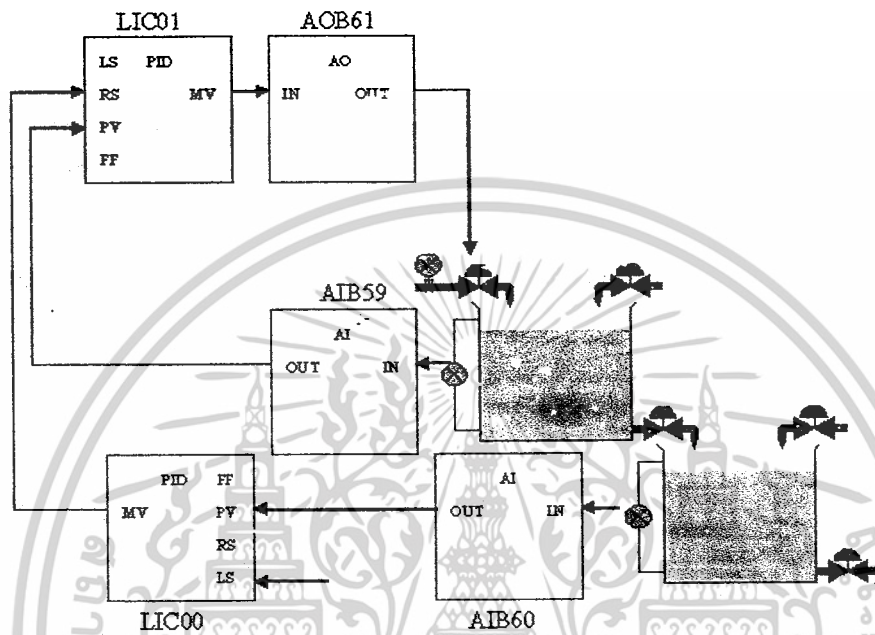 LIC01 AOB61
LS PID
RS MV
PV
FF
AO
IN OUT
AIB59
AI
OUT IN
PID FF
MV PV
RS
LS
LIC00
AI
OUT IN
AIB60